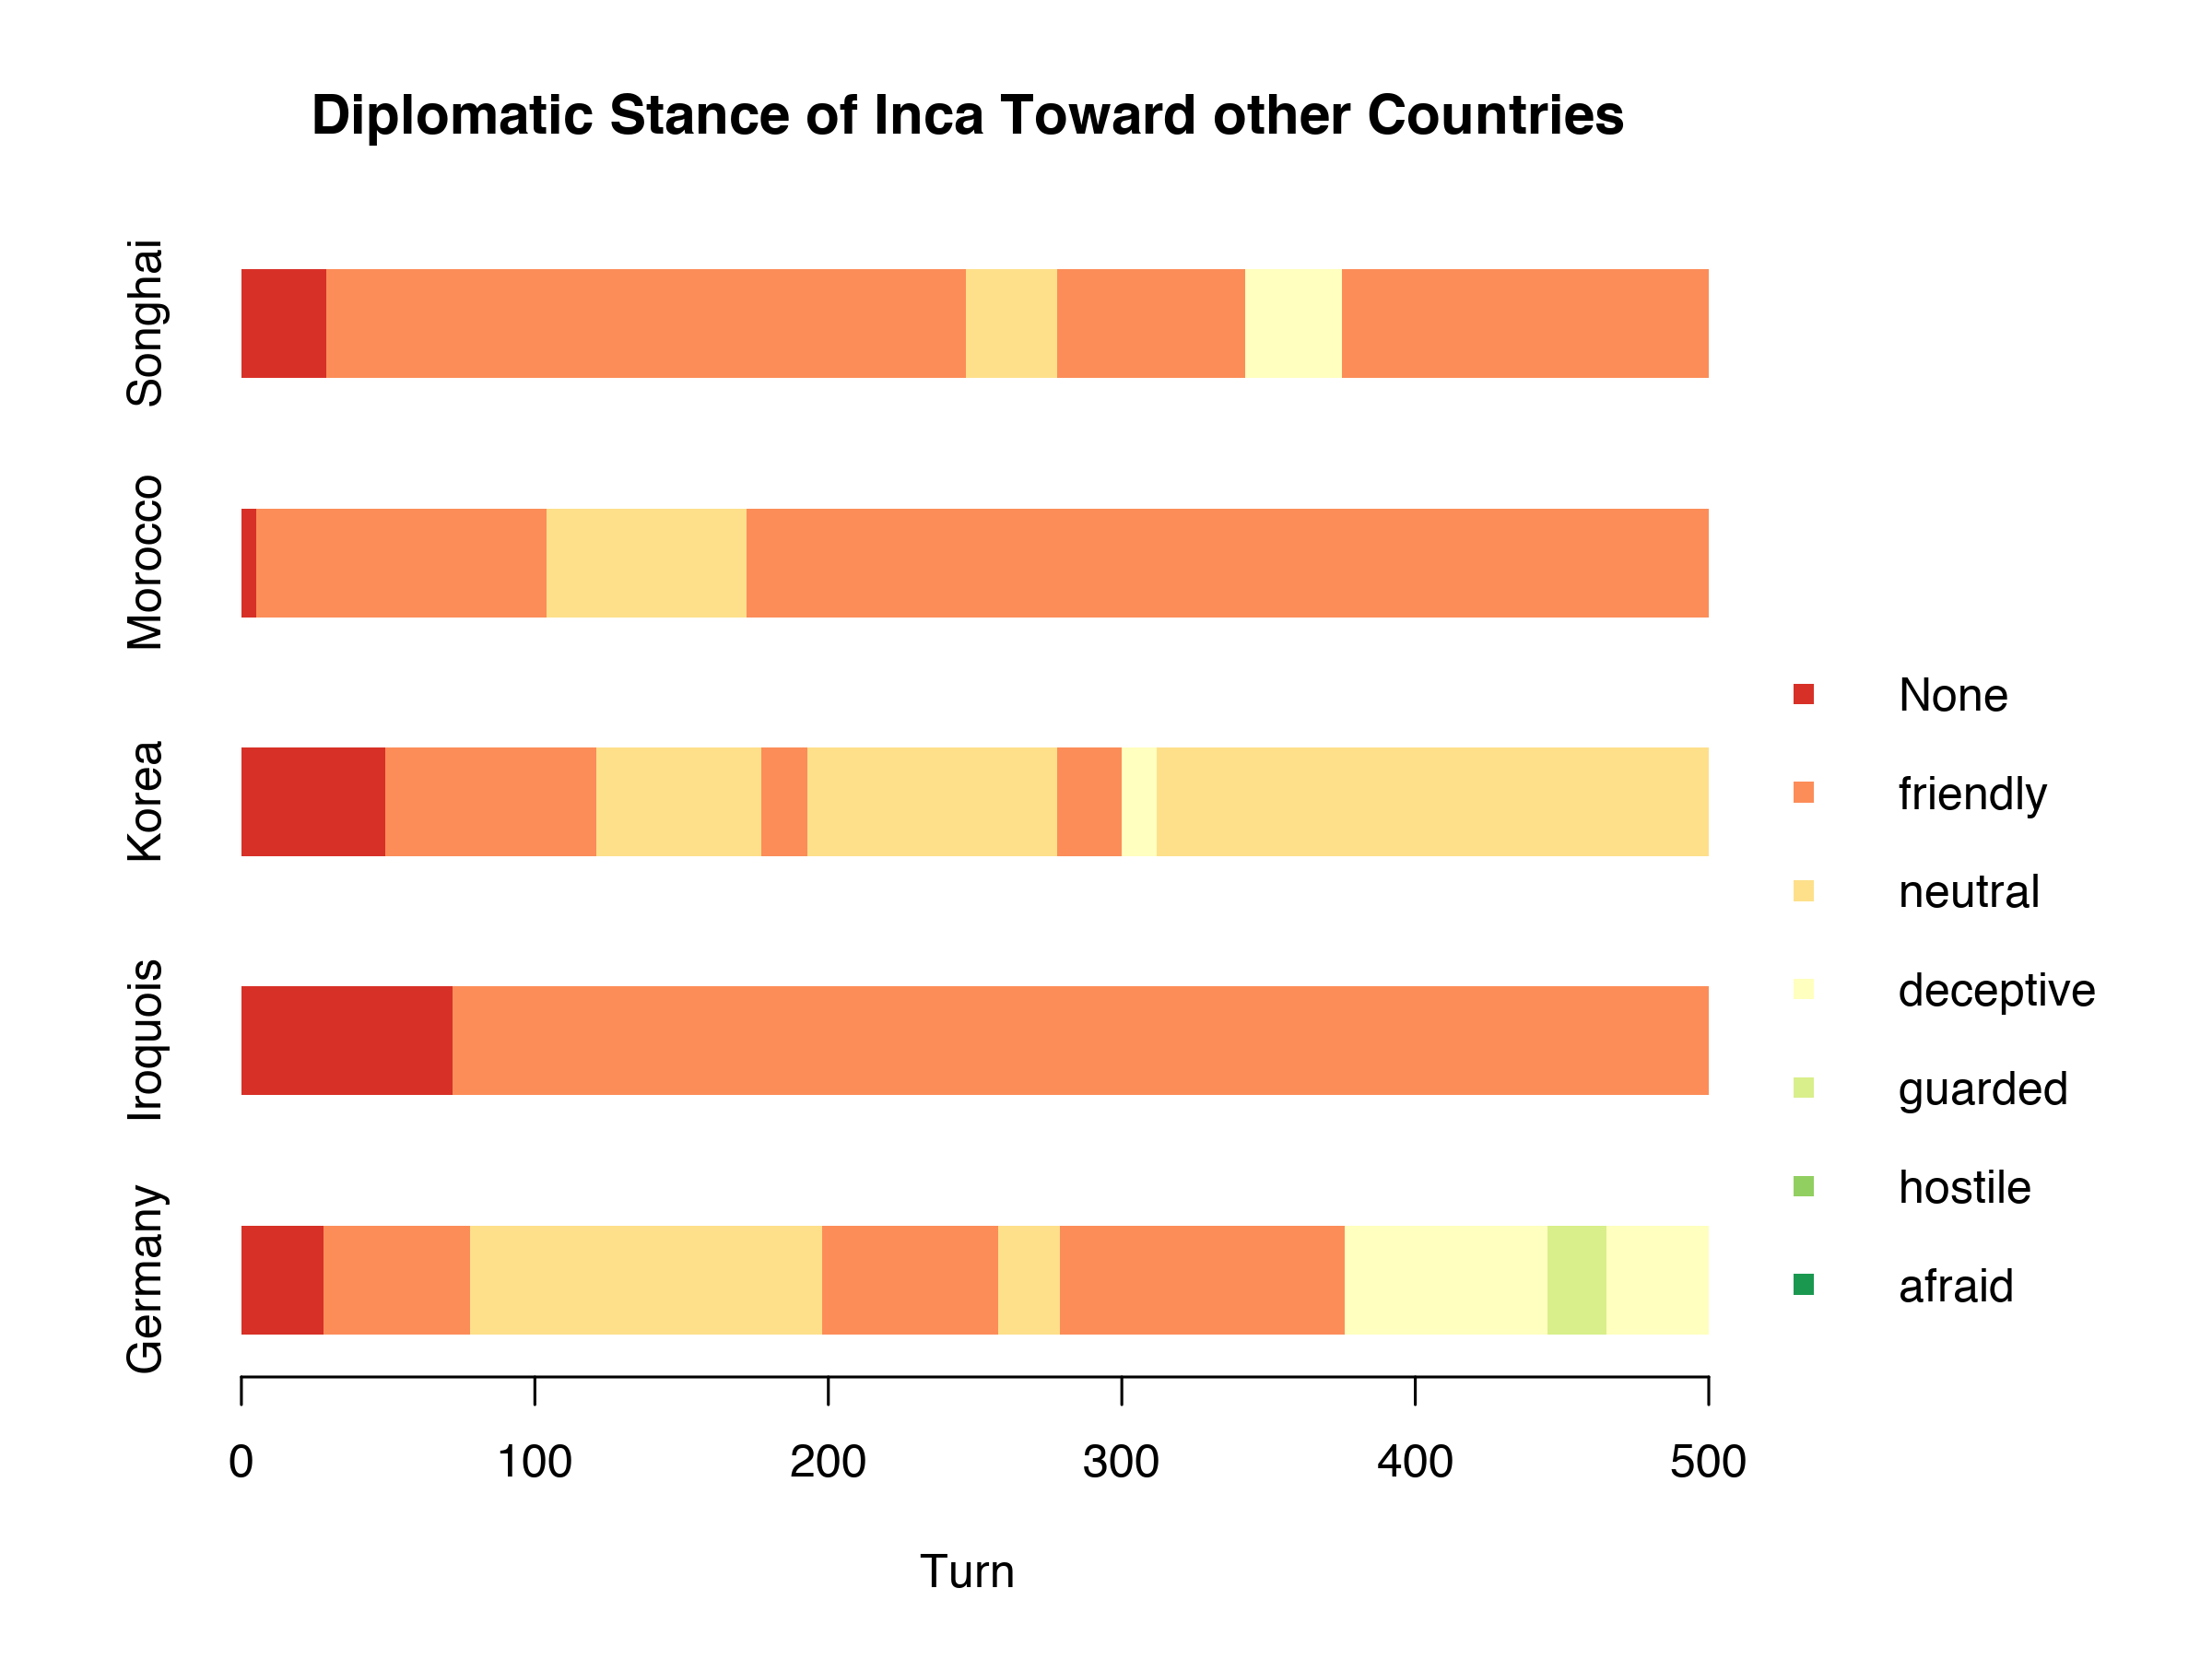 Diplomatic Stance of Inca Toward other Countries
Songhai
Morocco
Korea
Iroquois
Germany
None
friendly
neutral
deceptive
guarded
hostile
afraid
0 100 200 300 400 500
Turn